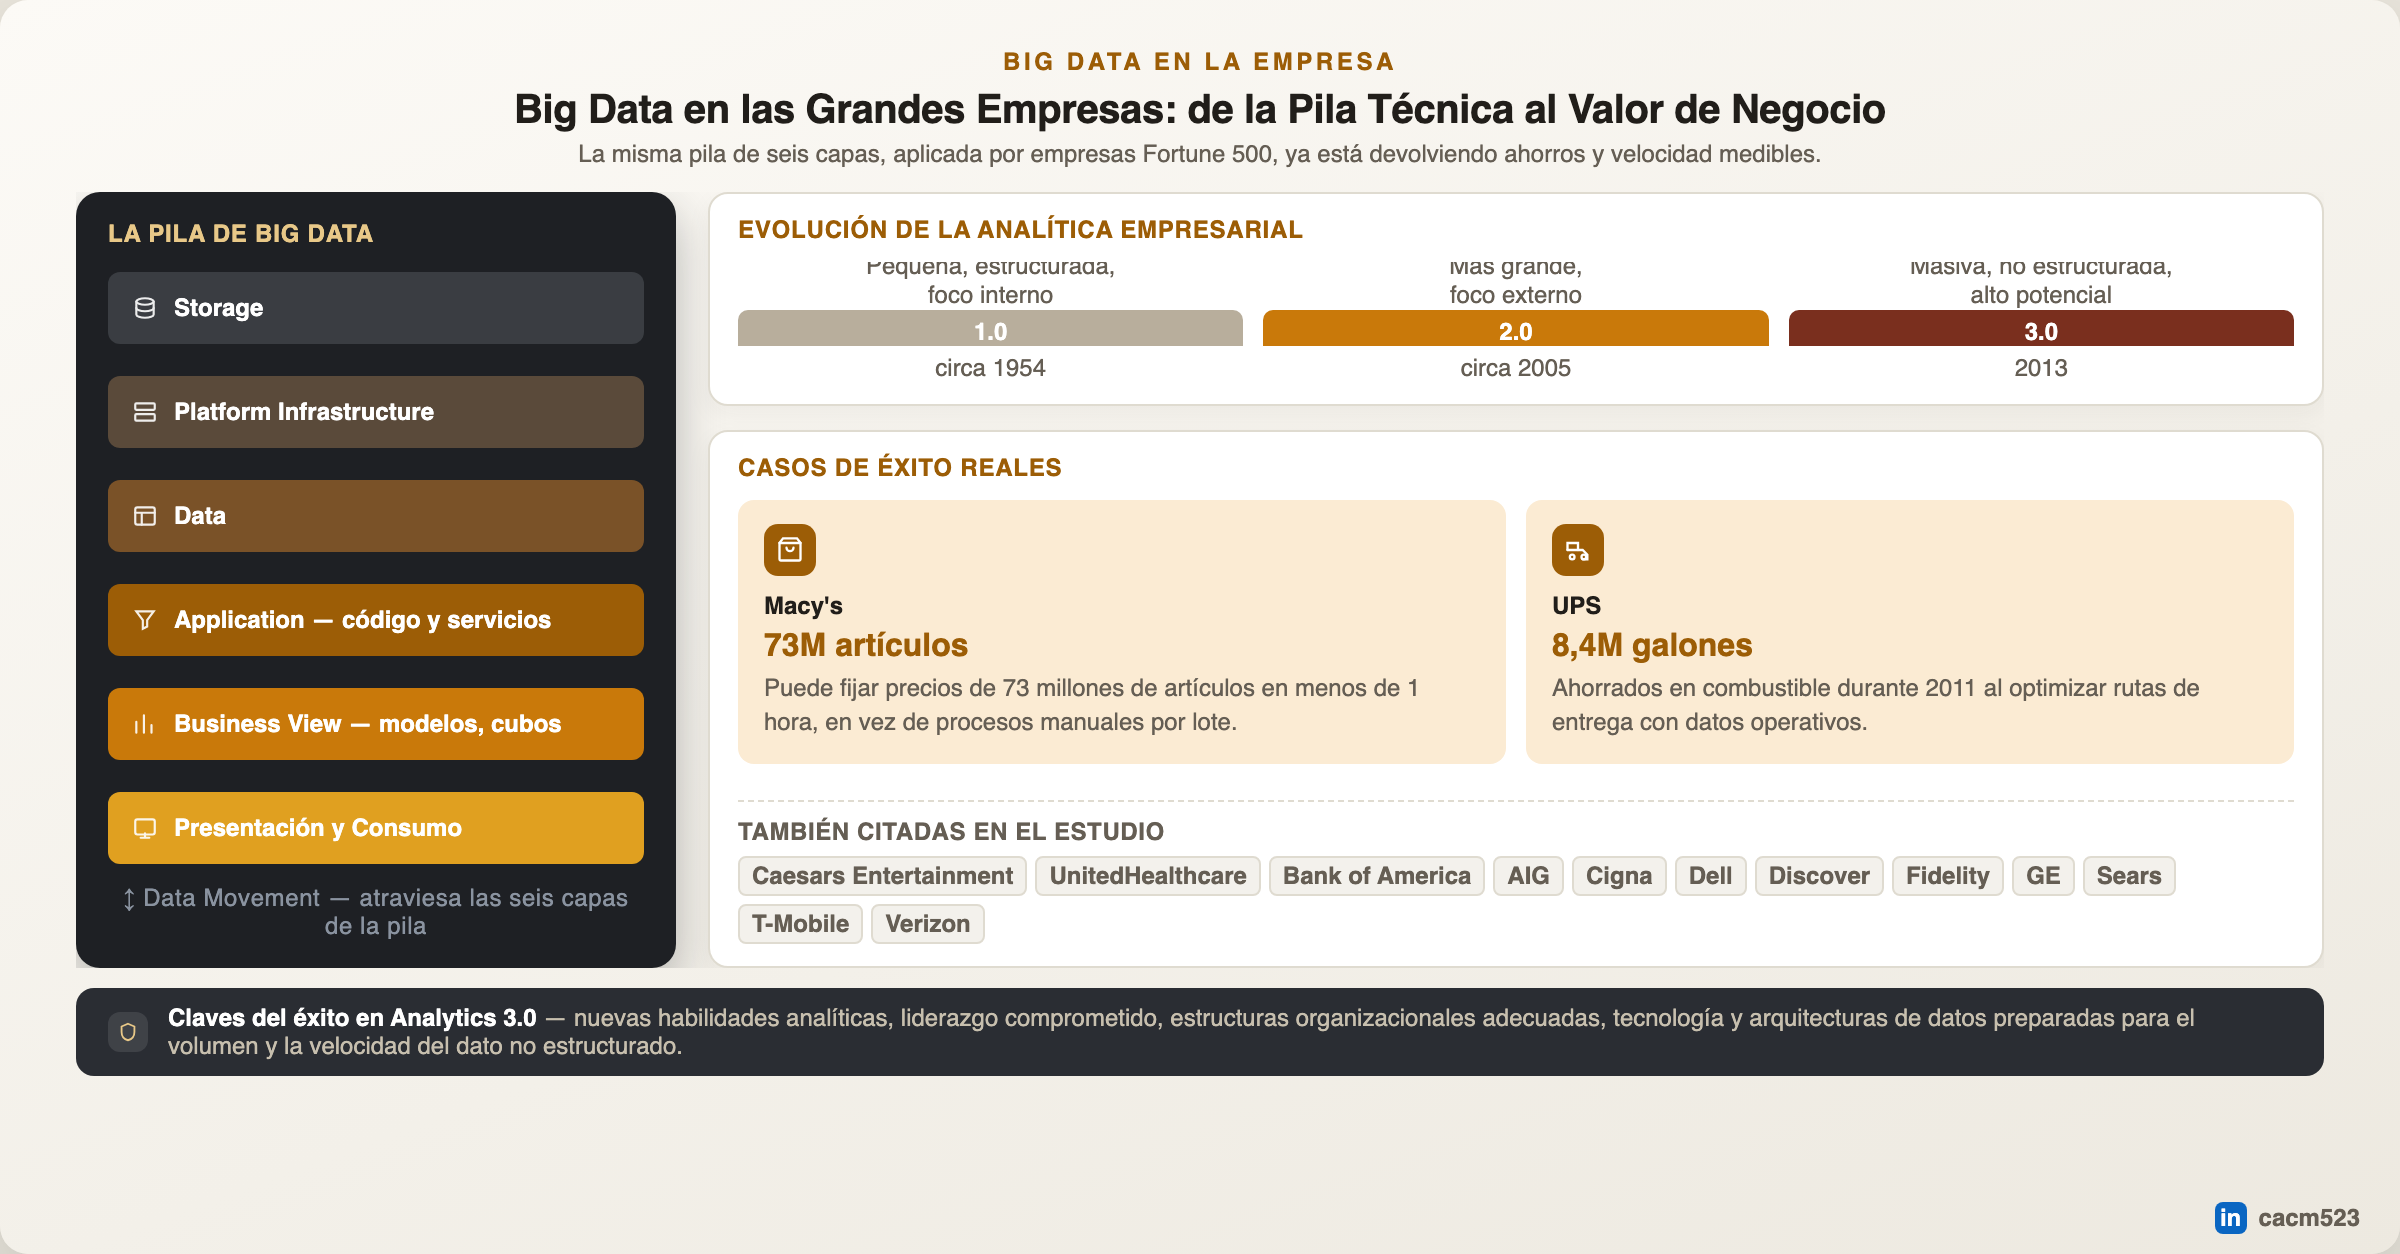 BIG DATA EN LA EMPRESA
Big Data en las Grandes Empresas: de la Pila Técnica al Valor de Negocio
La misma pila de seis capas, aplicada por empresas Fortune 500, ya está devolviendo ahorros y velocidad medibles.
LA PILA DE BIG DATA
Storage
Platform Infrastructure
Data
Application — código y servicios
Business View — modelos, cubos
Presentación y Consumo
↕ Data Movement — atraviesa las seis capas
de la pila
EVOLUCIÓN DE LA ANALÍTICA EMPRESARIAL
Pequeña, estructurada,
foco interno
1.0
circa 1954
Más grande,
foco externo
2.0
circa 2005
Masiva, no estructurada,
alto potencial
3.0
2013
CASOS DE ÉXITO REALES
Macy's
73M artículos
Puede fijar precios de 73 millones de artículos en menos de 1
hora, en vez de procesos manuales por lote.
UPS
8,4M galones
Ahorrados en combustible durante 2011 al optimizar rutas de
entrega con datos operativos.
TAMBIÉN CITADAS EN EL ESTUDIO
Caesars Entertainment UnitedHealthcare Bank of America AIG Cigna Dell Discover Fidelity GE Sears
T-Mobile Verizon
Claves del éxito en Analytics 3.0 — nuevas habilidades analíticas, liderazgo comprometido, estructuras organizacionales adecuadas, tecnología y arquitecturas de datos preparadas para el
volumen y la velocidad del dato no estructurado.
in cacm523